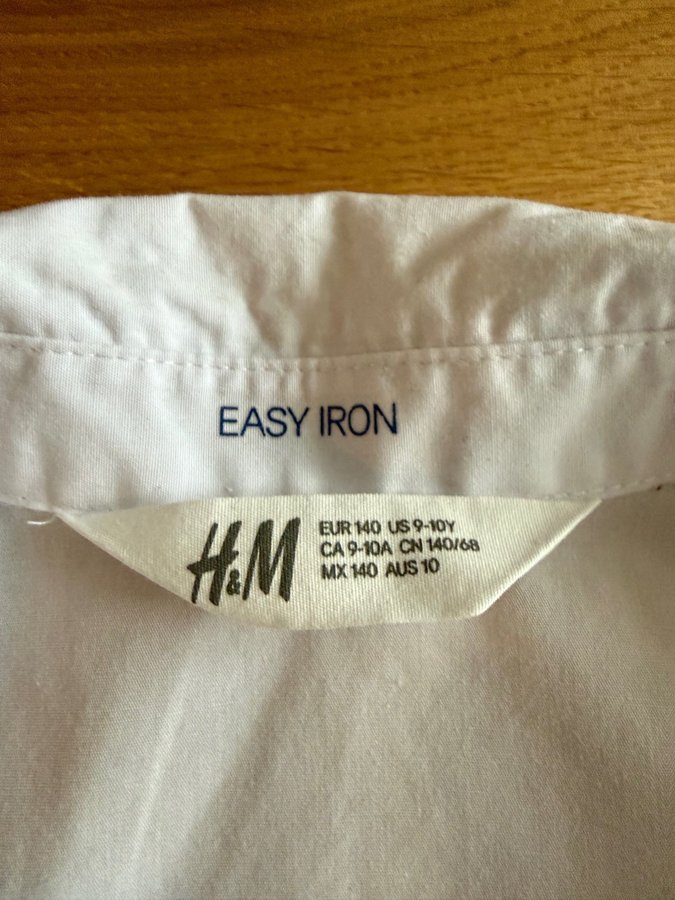 EASY IRON
H&M
EUR 140 US 9-10Y
CA 9-10A CN 140/68
MX 140 AUS 10